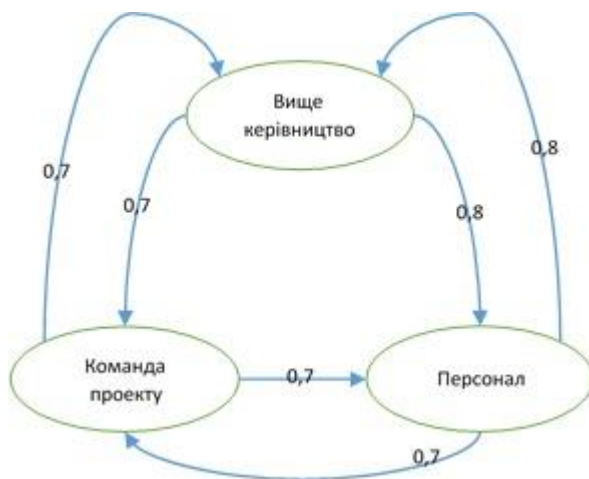 Вище
керівництво
0,8
0,7
0,7
0,8
Команда
проекту
0,7
Персонал
0,7